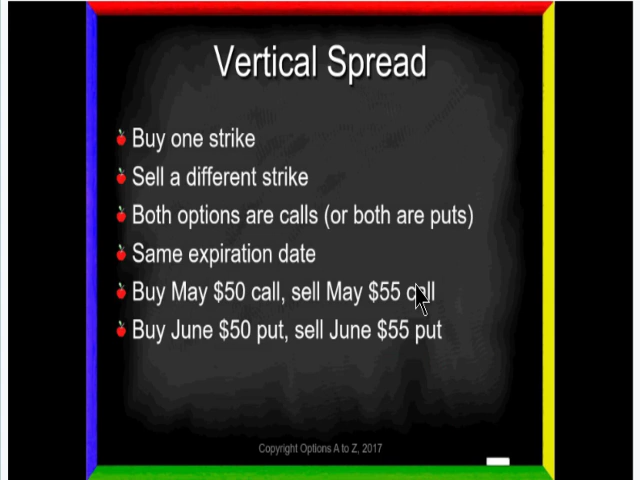 Vertical Spread
Buy one strike
Sell a different strike
Both options are calls (or both are puts)
Same expiration date
Buy May $50 call, sell May $55 call
Buy June $50 put, sell June $55 put
Copyright Options A to Z, 2017